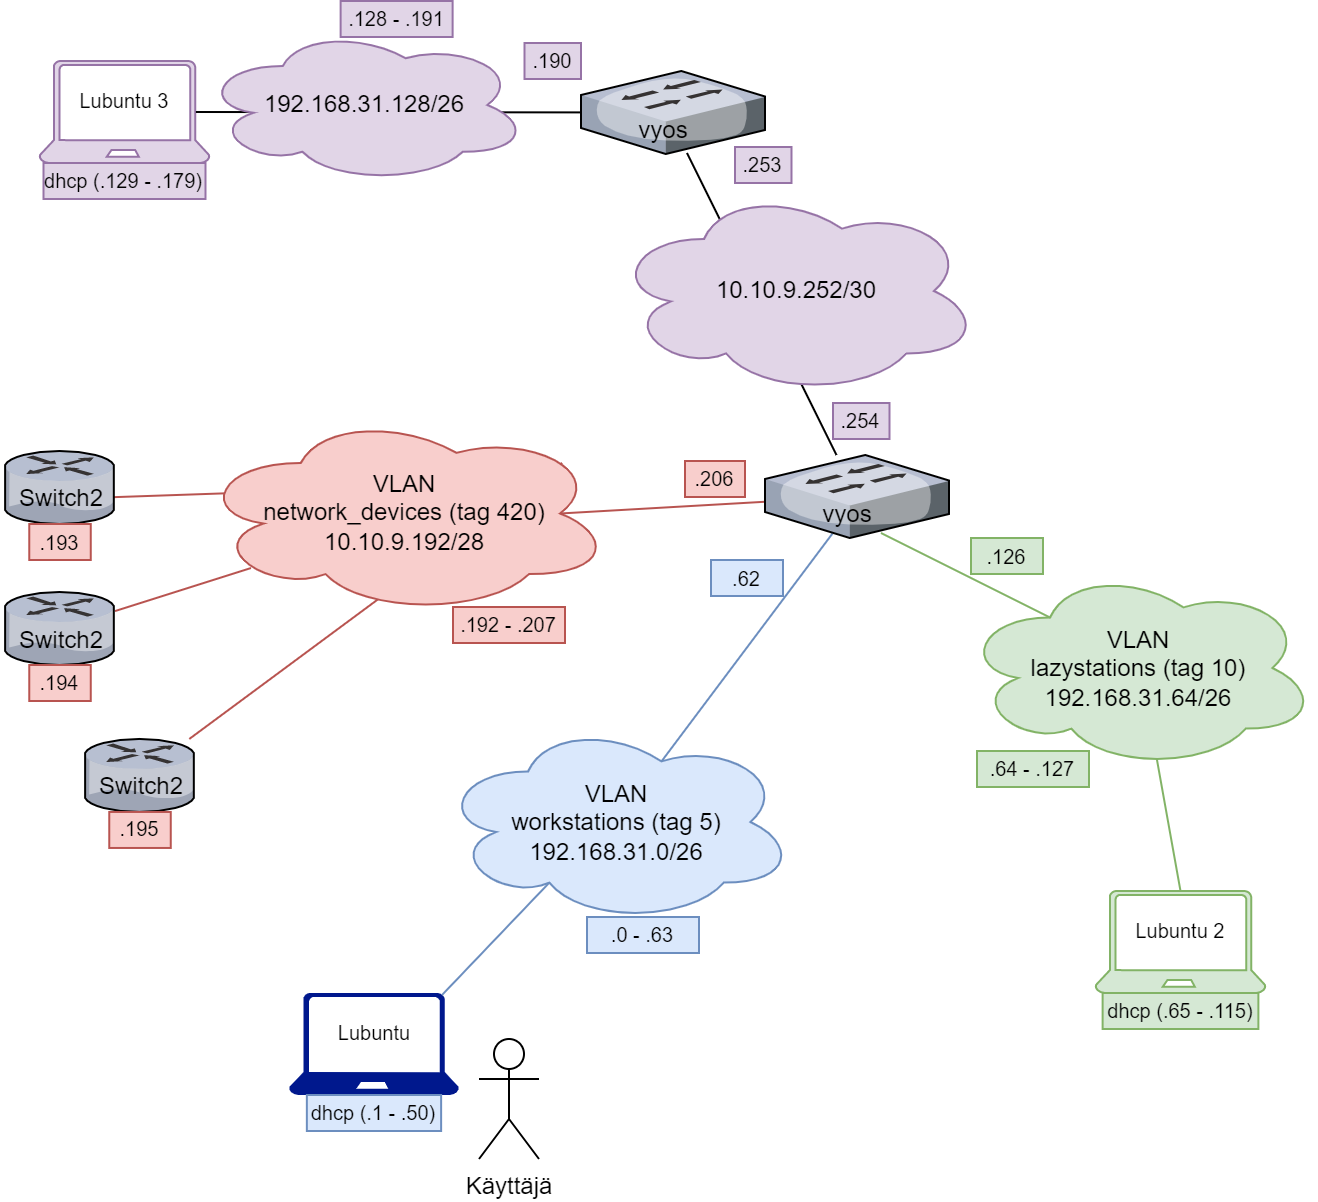 .128 - .191
.190
Lubuntu 3
192.168.31.128/26
vyos
.253
dhcp (.129 - .179)
10.10.9.252/30
.254
VLAN
network_devices (tag 420)
10.10.9.192/28
.206
Switch2
.193
vyos
.62
.126
.192 - .207
Switch2
.194
VLAN
lazystations (tag 10)
192.168.31.64/26
.64 - .127
Switch2
.195
VLAN
workstations (tag 5)
192.168.31.0/26
.0 - .63
Lubuntu 2
dhcp (.65 - .115)
Lubuntu
dhcp (.1 - .50)
Käyttäjä